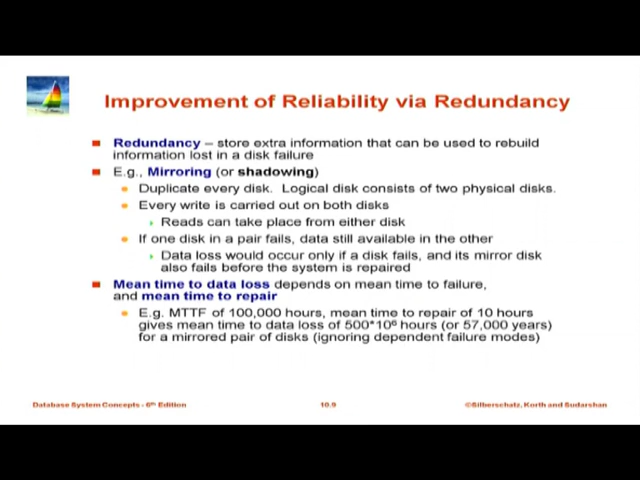 Improvement of Reliability via Redundancy
Redundancy – store extra information that can be used to rebuild
information lost in a disk failure
E.g., Mirroring (or shadowing)
Duplicate every disk. Logical disk consists of two physical disks.
Every write is carried out on both disks
Reads can take place from either disk
If one disk in a pair fails, data still available in the other
Data loss would occur only if a disk fails, and its mirror disk
also fails before the system is repaired
Mean time to data loss depends on mean time to failure,
and mean time to repair
E.g. MTTF of 100,000 hours, mean time to repair of 10 hours
gives mean time to data loss of 500*10⁶ hours (or 57,000 years)
for a mirrored pair of disks (ignoring dependent failure modes)
Database System Concepts - 6th Edition
10.9
©Silberschatz, Korth and Sudarshan